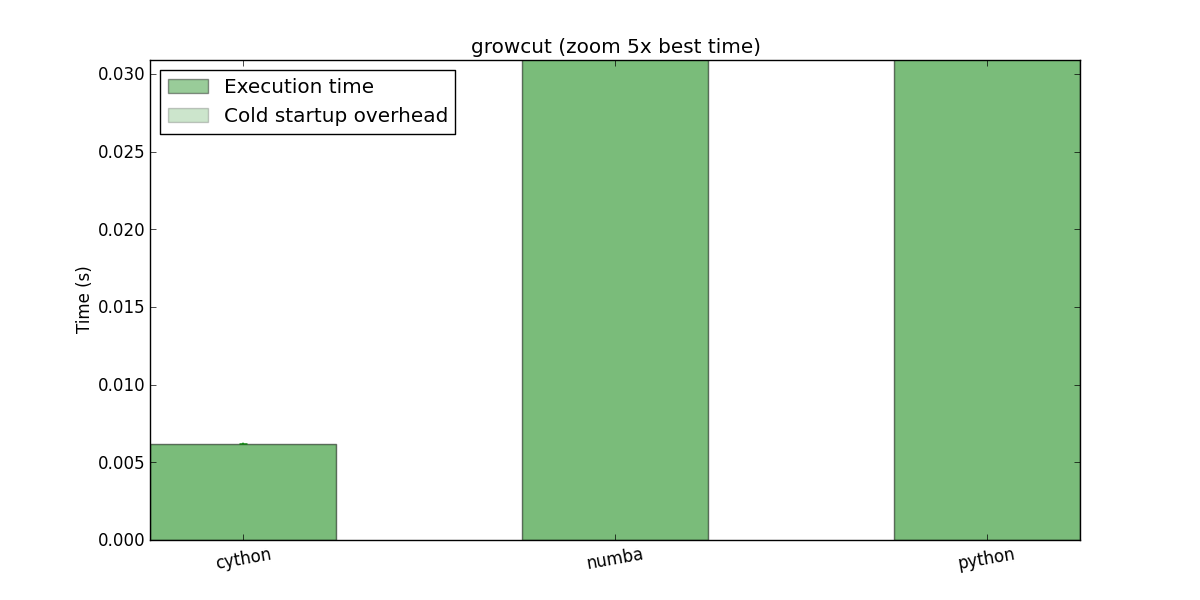 growcut (zoom 5x best time)
Execution time
Cold startup overhead
Time (s)
0.030
0.025
0.020
0.015
0.010
0.005
0.000
cython
numba
python